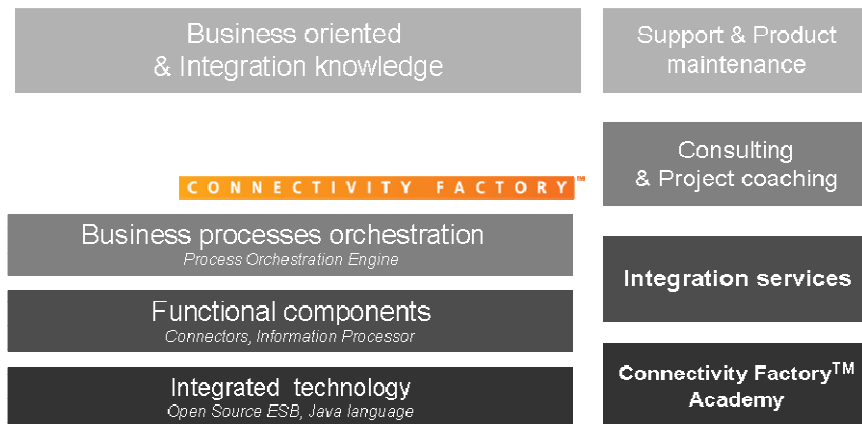 Business oriented
& Integration knowledge
CONNECTIVITY FACTORY™
Business processes orchestration
Process Orchestration Engine
Functional components
Connectors, Information Processor
Integrated technology
Open Source ESB, Java language
Support & Product
maintenance
Consulting
& Project coaching
Integration services
Connectivity Factory™
Academy